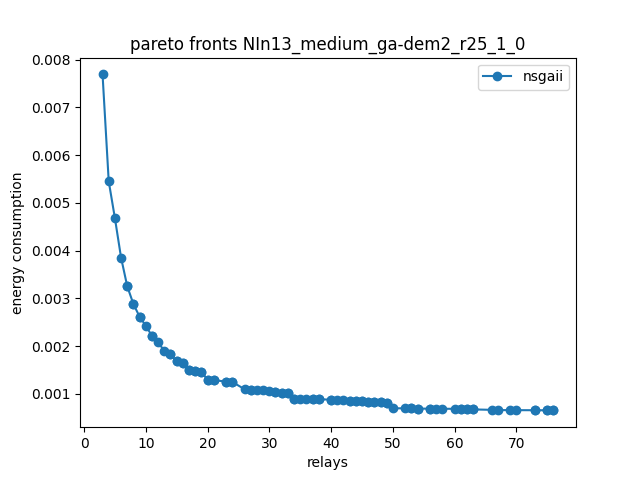 pareto fronts NIn13_medium_ga-dem2_r25_1_0
nsgaii
0.008
0.007
0.006
0.005
0.004
0.003
0.002
0.001
energy consumption
0 10 20 30 40 50 60 70
relays